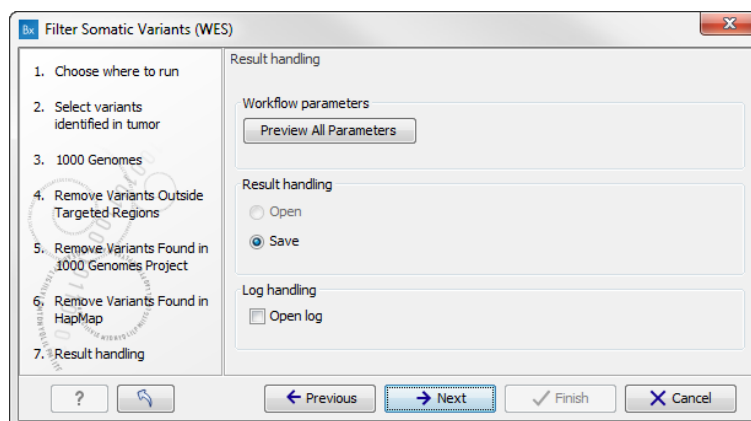 Bx Filter Somatic Variants (WES)
1. Choose where to run
2. Select variants
identified in tumor
3. 1000 Genomes
4. Remove Variants Outside
Targeted Regions
5. Remove Variants Found in
1000 Genomes Project
6. Remove Variants Found in
HapMap
7. Result handling
Result handling
Workflow parameters
Preview All Parameters
Result handling
Open
Save
Log handling
Open log
?
Previous
Next
Finish
Cancel